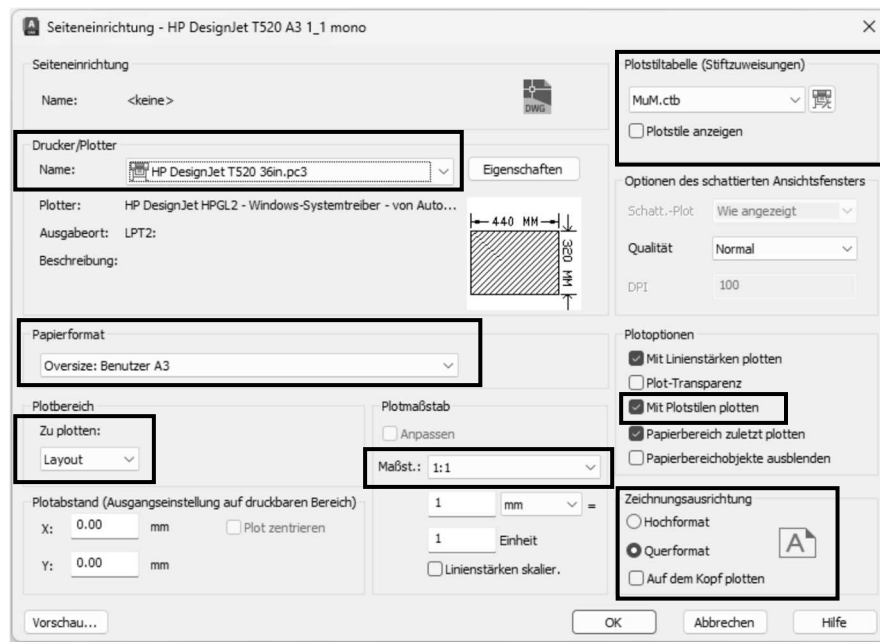 Seiteneinrichtung - HP DesignJet T520 A3 1_1 mono
Seiteneinrichtung
Name: <keine>
DWG
Drucker/Plotter
Name: HP DesignJet T520 36in.pc3
Eigenschaften
Plotter: HP DesignJet HPGL2 - Windows-Systemtreiber - von Auto...
Ausgabeort: LPT2:
Beschreibung:
440 MM
320 MM
Papierformat
Oversize: Benutzer A3
Plotbereich
Zu plotten:
Layout
Plotabstand (Ausgangseinstellung auf druckbaren Bereich)
X: 0.00 mm
Plot zentrieren
Y: 0.00 mm
Plotmaßstab
Anpassen
Maßst.: 1:1
1 mm =
1 Einheit
Linienstärken skalier.
Plotstiltabelle (Stiftzuweisungen)
MuM.ctb
Plotstile anzeigen
Optionen des schattierten Ansichtsfensters
Schatt.-Plot Wie angezeigt
Qualität Normal
DPI 100
Plotoptionen
Mit Linienstärken plotten
Plot-Transparenz
Mit Plotstilen plotten
Papierbereich zuletzt plotten
Papierbereichobjekte ausblenden
Zeichnungsausrichtung
Hochformat
Querformat
A
Auf dem Kopf plotten
Vorschau...
OK
Abbrechen
Hilfe